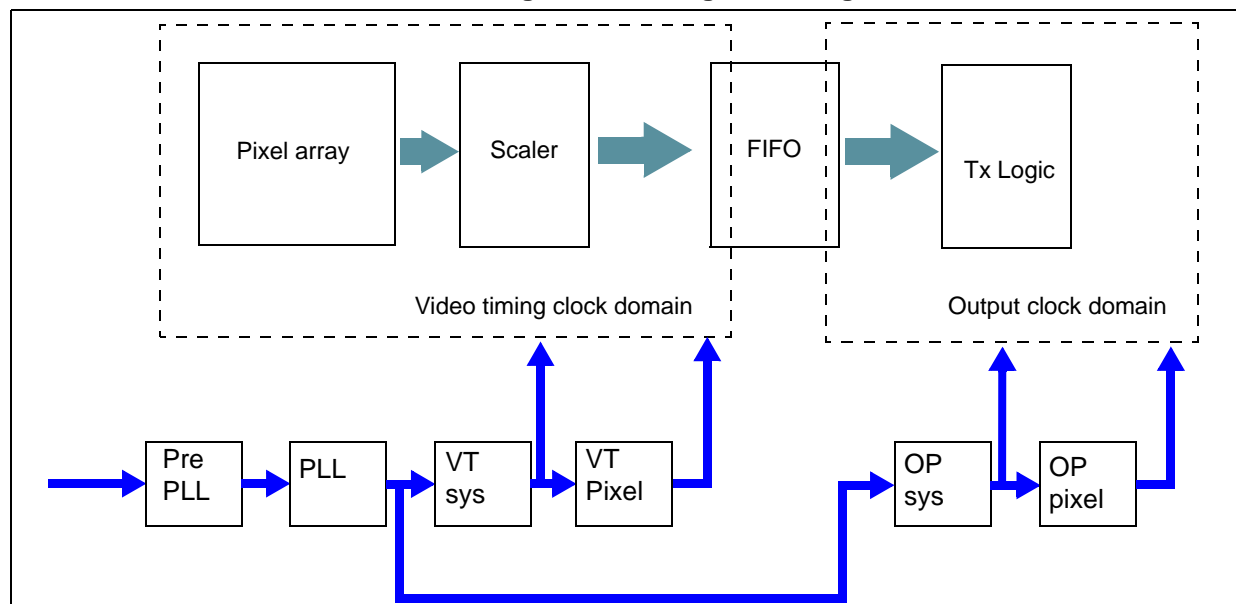 Pixel array
Scaler
FIFO
Tx Logic
Video timing clock domain
Output clock domain
Pre
PLL
PLL
VT
sys
VT
Pixel
OP
sys
OP
pixel